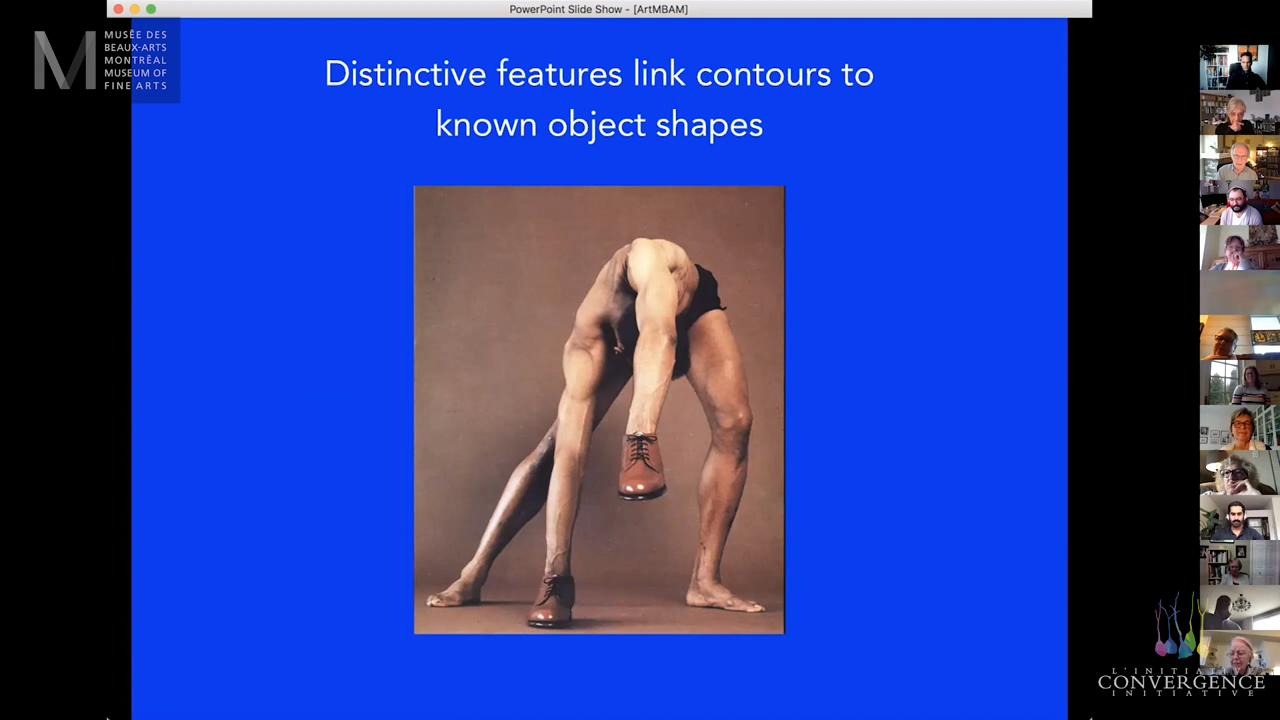 PowerPoint Slide Show - [ArtMBAM]
MUSÉE DES
BEAUX-ARTS
MONTRÉAL
MUSEUM OF
FINE ARTS
Distinctive features link contours to
known object shapes
L'INITIATIVE
CONVERGENCE
INITIATIVE